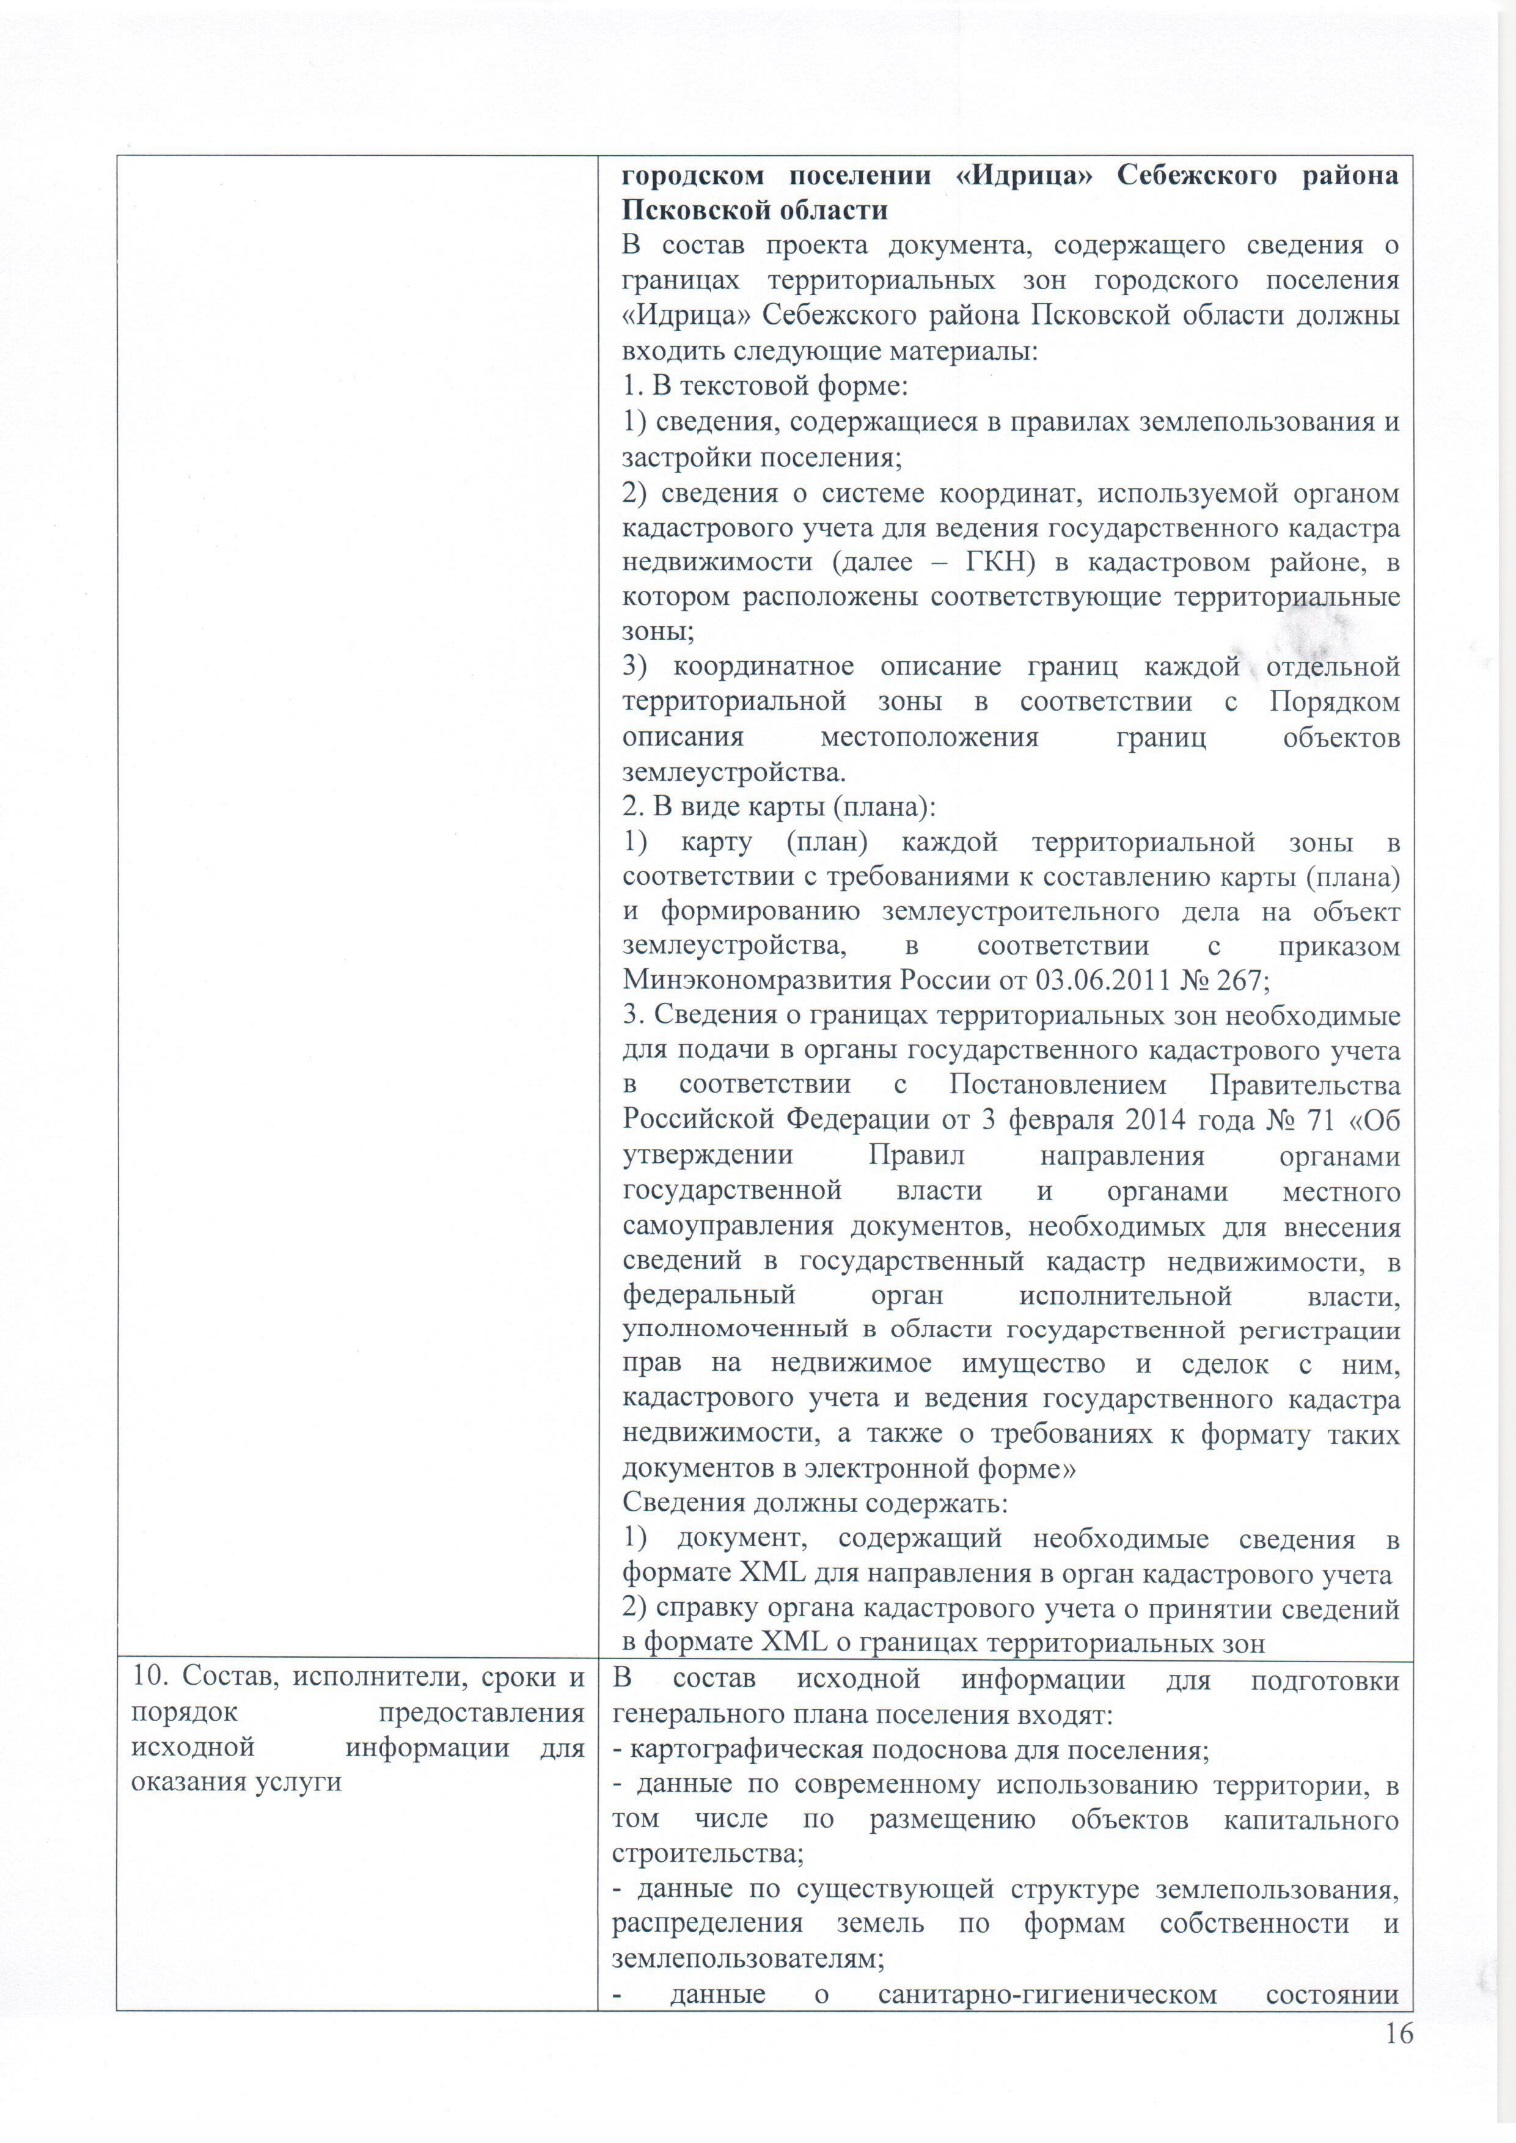 городском поселении «Идрица» Себежского района
Псковской области
В состав проекта документа, содержащего сведения о
границах территориальных зон городского поселения
«Идрица» Себежского района Псковской области должны
входить следующие материалы:
1. В текстовой форме:
1) сведения, содержащиеся в правилах землепользования и
застройки поселения;
2) сведения о системе координат, используемой органом
кадастрового учета для ведения государственного кадастра
недвижимости (далее – ГКН) в кадастровом районе, в
котором расположены соответствующие территориальные
зоны;
3) координатное описание границ каждой отдельной
территориальной зоны в соответствии с Порядком
описания местоположения границ объектов
землеустройства.
2. В виде карты (плана):
1) карту (план) каждой территориальной зоны в
соответствии с требованиями к составлению карты (плана)
и формированию землеустроительного дела на объект
землеустройства, в соответствии с приказом
Минэкономразвития России от 03.06.2011 № 267;
3. Сведения о границах территориальных зон необходимые
для подачи в органы государственного кадастрового учета
в соответствии с Постановлением Правительства
Российской Федерации от 3 февраля 2014 года № 71 «Об
утверждении Правил направления органами
государственной власти и органами местного
самоуправления документов, необходимых для внесения
сведений в государственный кадастр недвижимости, в
федеральный орган исполнительной власти,
уполномоченный в области государственной регистрации
прав на недвижимое имущество и сделок с ним,
кадастрового учета и ведения государственного кадастра
недвижимости, а также о требованиях к формату таких
документов в электронной форме»
Сведения должны содержать:
1) документ, содержащий необходимые сведения в
формате XML для направления в орган кадастрового учета
2) справку органа кадастрового учета о принятии сведений
в формате XML о границах территориальных зон
10. Состав, исполнители, сроки и
порядок предоставления
исходной информации для
оказания услуги
В состав исходной информации для подготовки
генерального плана поселения входят:
- картографическая подоснова для поселения;
- данные по современному использованию территории, в
том числе по размещению объектов капитального
строительства;
- данные по существующей структуре землепользования,
распределения земель по формам собственности и
землепользователям;
- данные о санитарно-гигиеническом состоянии
16